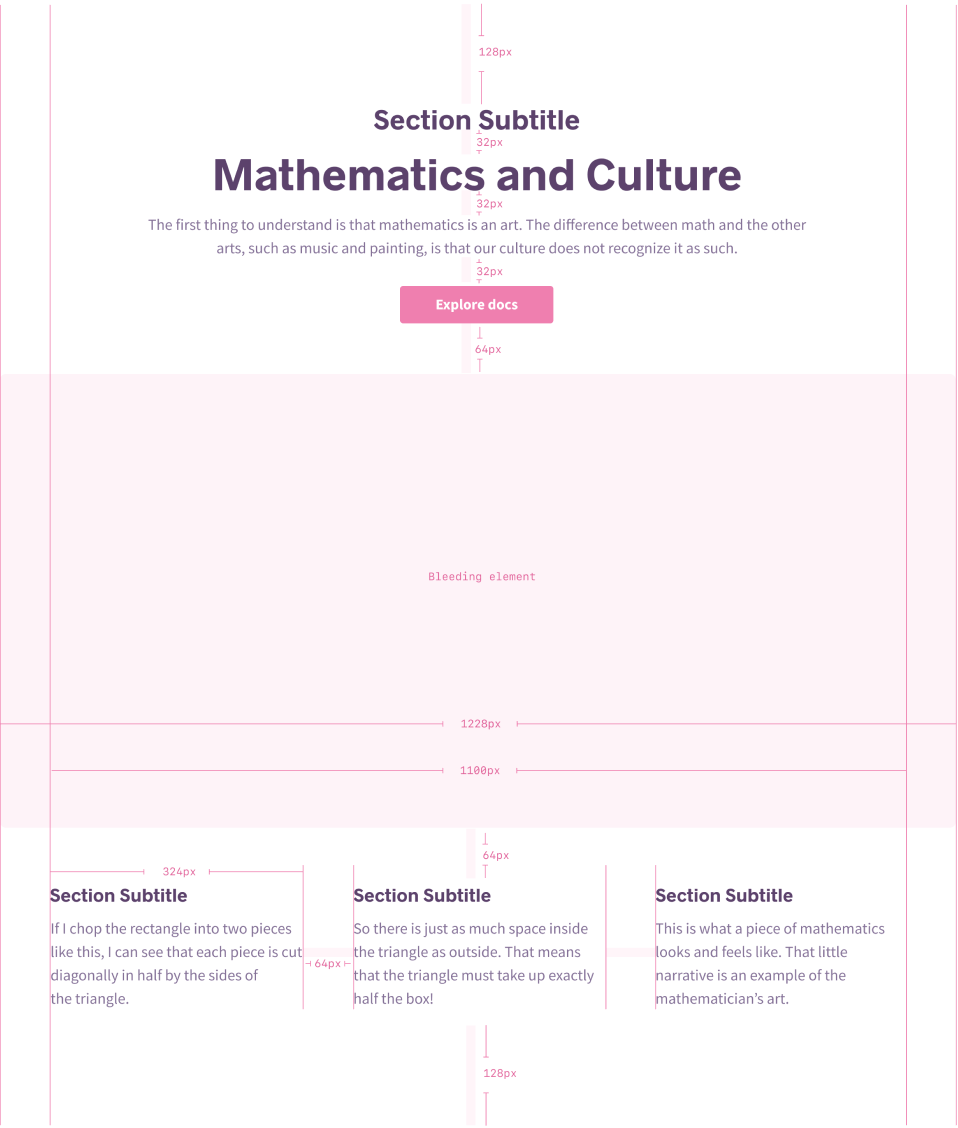 128px
Section Subtitle
32px
Mathematics and Culture
32px
The first thing to understand is that mathematics is an art. The difference between math and the other
arts, such as music and painting, is that our culture does not recognize it as such.
32px
Explore docs
64px
Bleeding element
1228px
1100px
64px
324px
Section Subtitle
If I chop the rectangle into two pieces
like this, I can see that each piece is cut
diagonally in half by the sides of
the triangle.
64px
Section Subtitle
So there is just as much space inside
the triangle as outside. That means
that the triangle must take up exactly
half the box!
Section Subtitle
This is what a piece of mathematics
looks and feels like. That little
narrative is an example of the
mathematician’s art.
128px